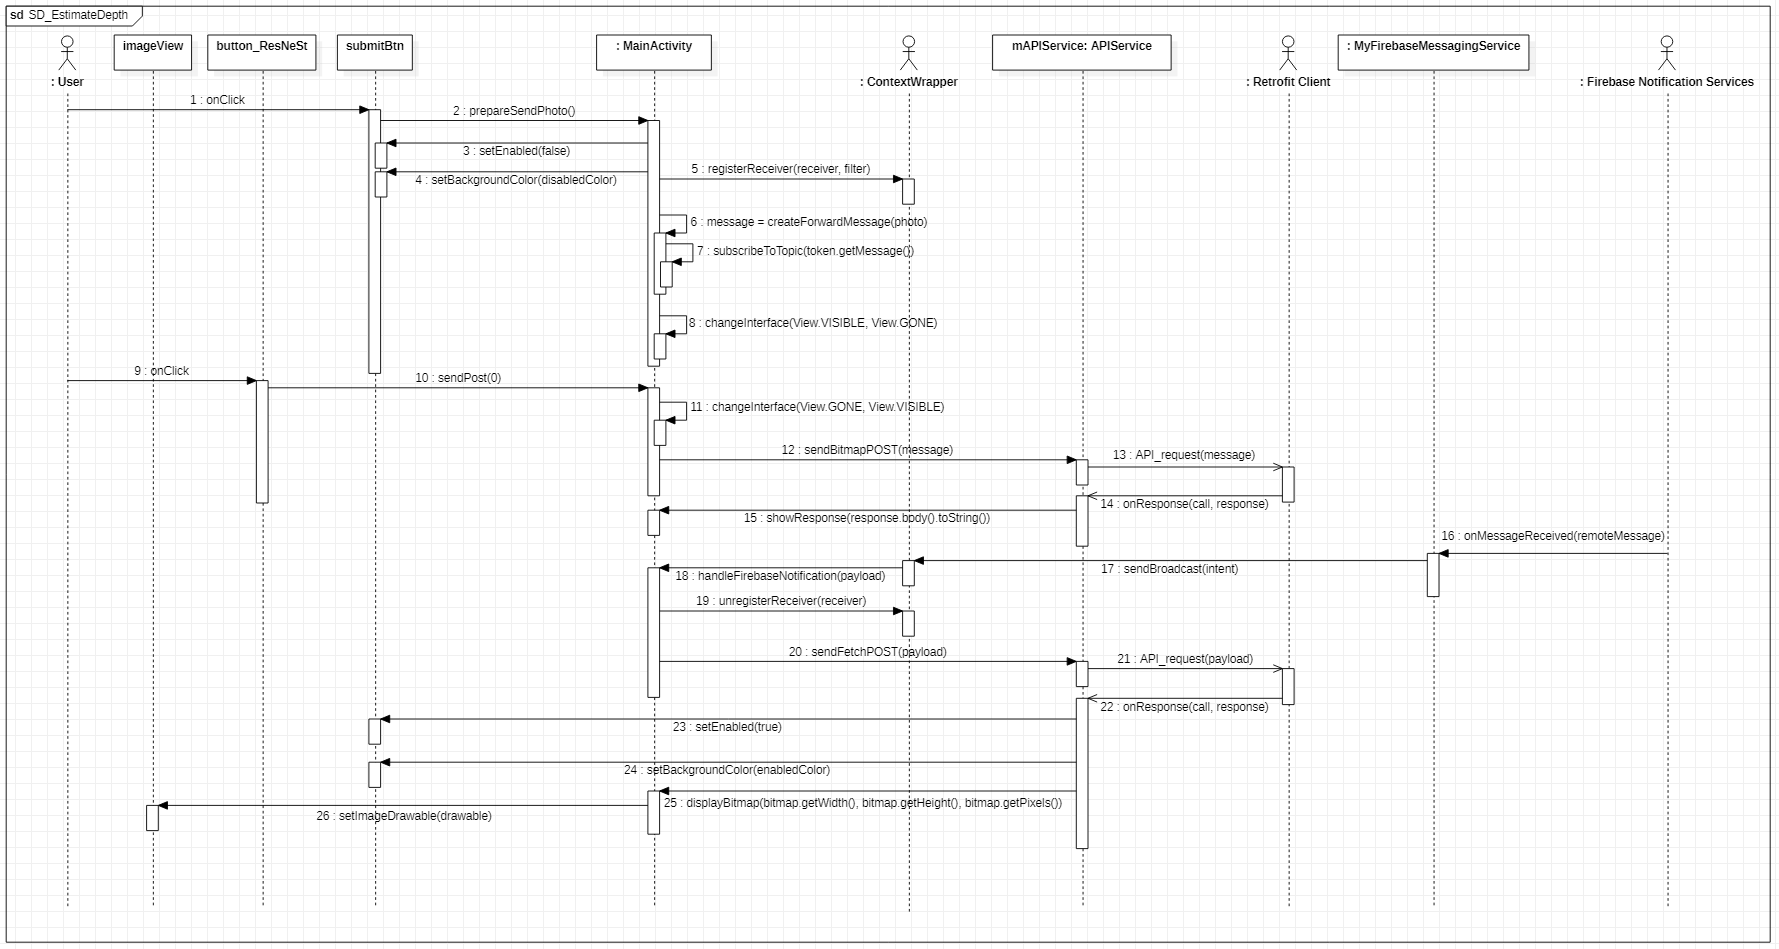 sd SD_EstimateDepth
imageView
button_ResNeSt
submitBtn
: MainActivity
mAPIService: APIService
: MyFirebaseMessagingService
: User
: ContextWrapper
: Retrofit Client
: Firebase Notification Services
1 : onClick
2 : prepareSendPhoto()
3 : setEnabled(false)
4 : setBackgroundColor(disabledColor)
5 : registerReceiver(receiver, filter)
6 : message = createForwardMessage(photo)
7 : subscribeToTopic(token.getMessage())
8 : changeInterface(View.VISIBLE, View.GONE)
9 : onClick
10 : sendPost(0)
11 : changeInterface(View.GONE, View.VISIBLE)
12 : sendBitmapPOST(message)
13 : API_request(message)
14 : onResponse(call, response)
15 : showResponse(response.body().toString())
16 : onMessageReceived(remoteMessage)
17 : sendBroadcast(intent)
18 : handleFirebaseNotification(payload)
19 : unregisterReceiver(receiver)
20 : sendFetchPOST(payload)
21 : API_request(payload)
22 : onResponse(call, response)
23 : setEnabled(true)
24 : setBackgroundColor(enabledColor)
25 : displayBitmap(bitmap.getWidth(), bitmap.getHeight(), bitmap.getPixels())
26 : setImageDrawable(drawable)